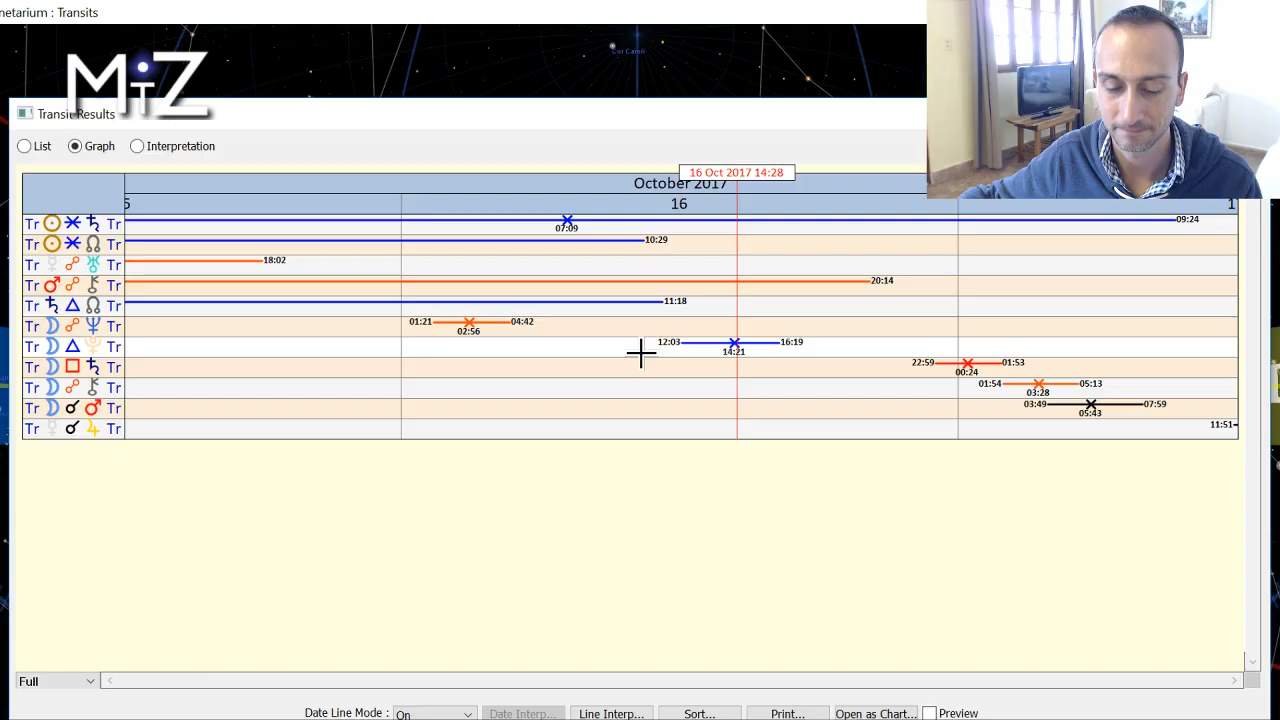 netarium : Transits
Cor Caroli
MiTZ
Transit Results
List Graph Interpretation
16 Oct 2017 14:28
October 2017
16
Tr Tr 07:09 09:24
Tr Tr 10:29
Tr Tr 18:02
Tr Tr 20:14
Tr Tr 11:18
Tr Tr 01:21 02:56 04:42
Tr Tr 12:03 14:21 16:19
Tr Tr 22:59 00:24 01:53
Tr Tr 01:54 03:28 05:13
Tr Tr 03:49 05:43 07:59
Tr Tr 11:51
Full
Date Line Mode : On Date Interp... Line Interp... Sort... Print... Open as Chart... Preview